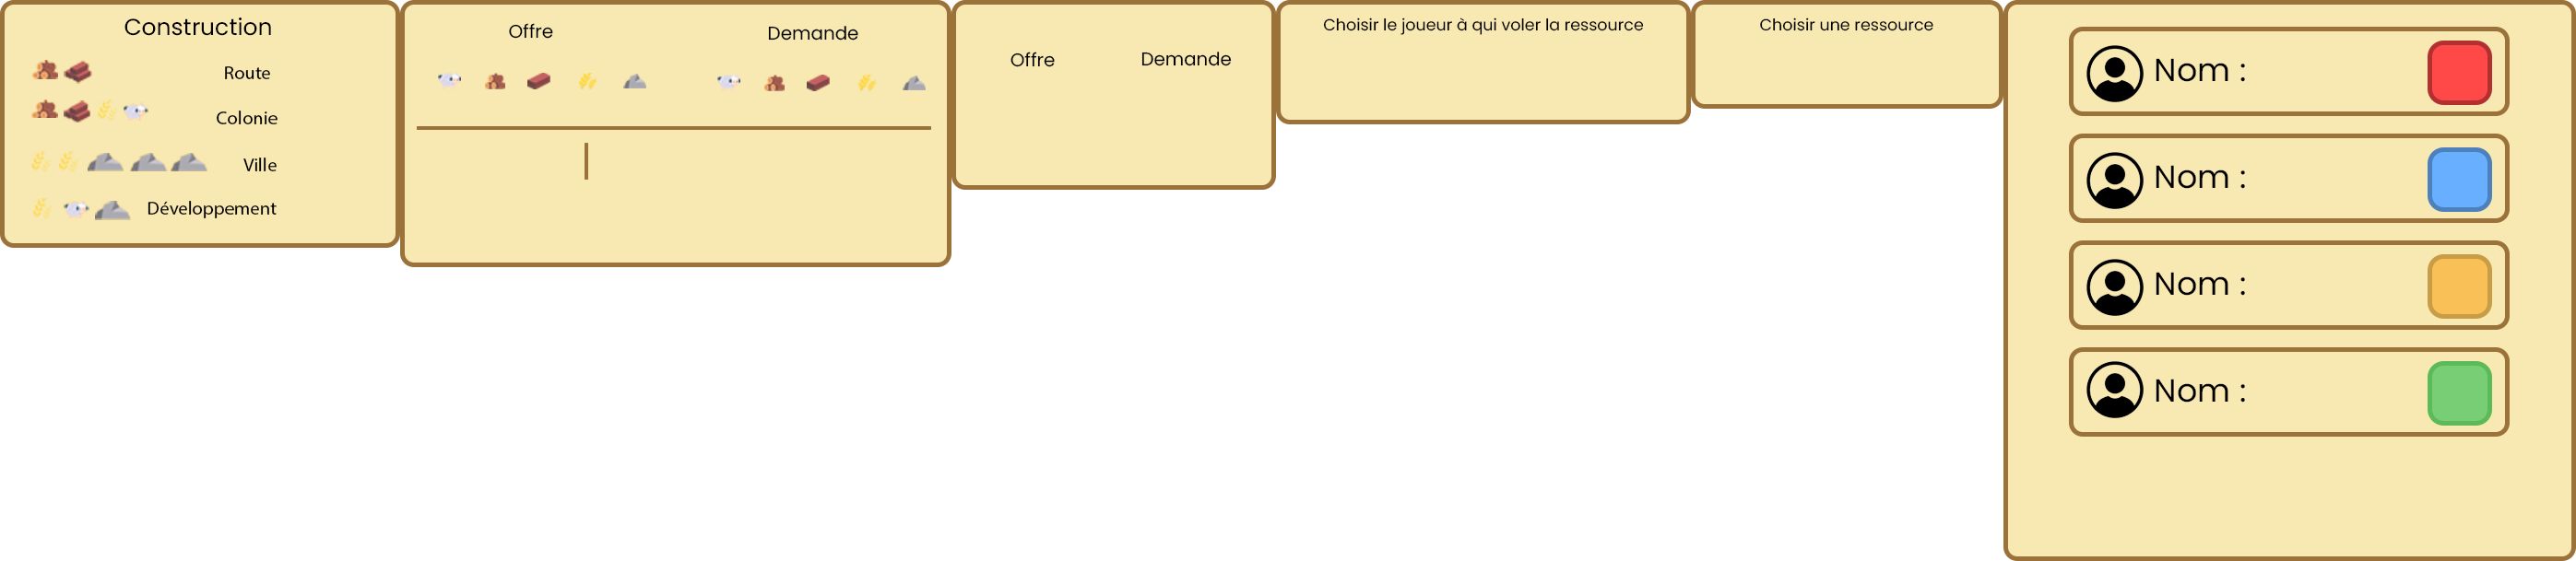 Construction
Route
Colonie
Ville
Développement
Offre
Demande
Offre
Demande
Choisir le joueur à qui voler la ressource
Choisir une ressource
Nom :
Nom :
Nom :
Nom :